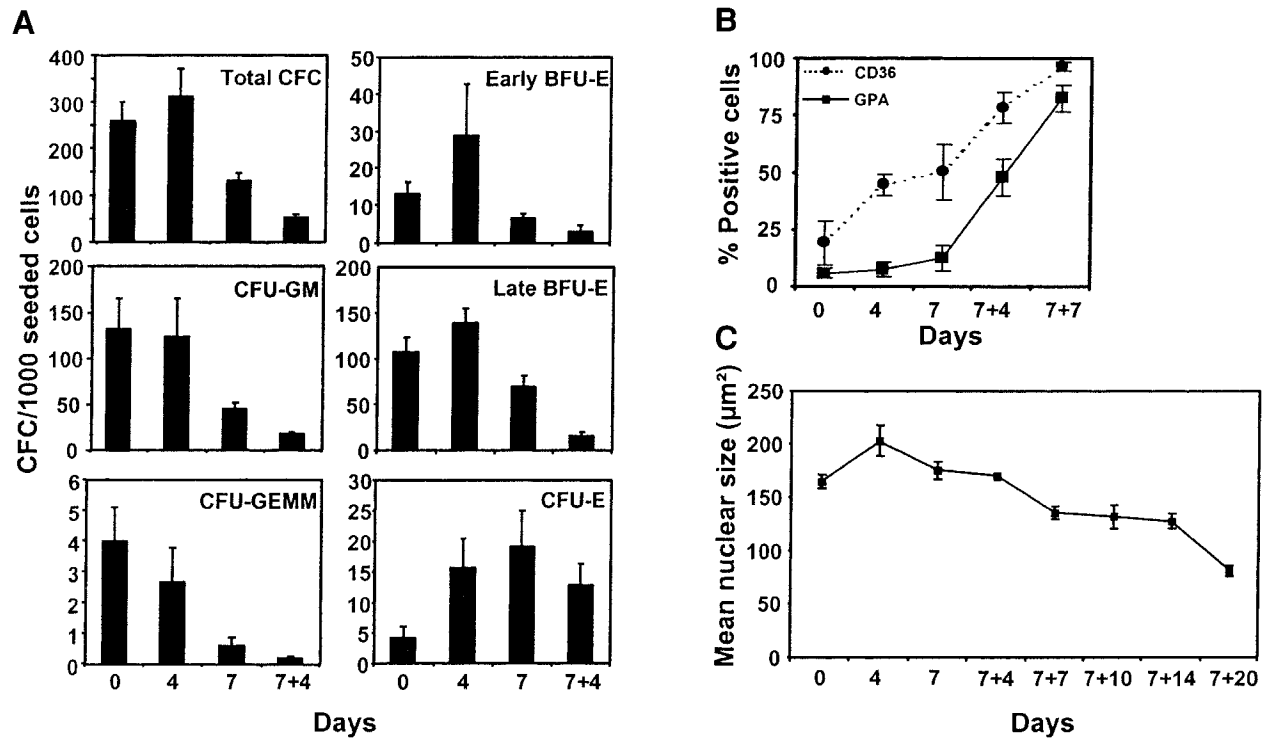 A
CFC/1000 seeded cells
Total CFC
400
300
200
100
0
Early BFU-E
50
40
30
20
10
0
CFU-GM
200
150
100
50
0
Late BFU-E
200
150
100
50
0
CFU-GEMM
6
5
4
3
2
1
0
0 4 7 7+4
CFU-E
30
25
20
15
10
5
0
0 4 7 7+4
Days
B
% Positive cells
100
75
50
25
0
CD36
GPA
0 4 7 7+4 7+7
Days
C
Mean nuclear size (µm²)
250
200
150
100
50
0
0 4 7 7+4 7+7 7+10 7+14 7+20
Days